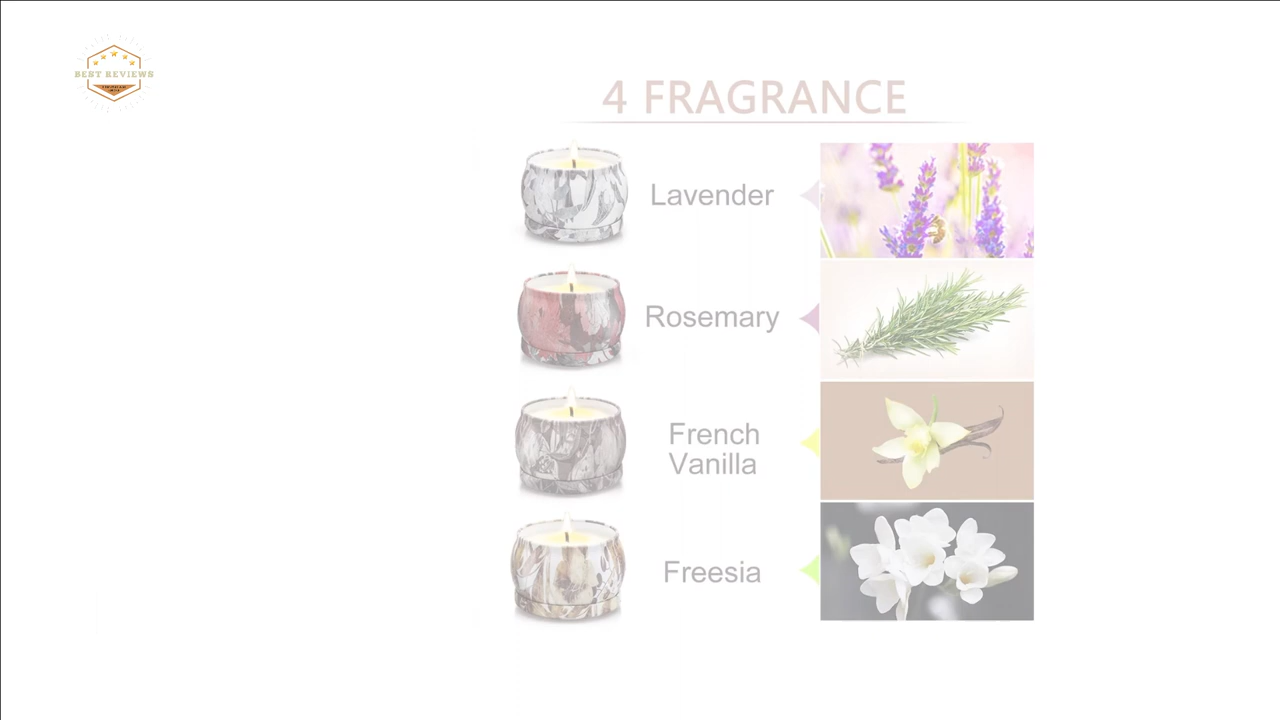 BEST REVIEWS
4 FRAGRANCE
Lavender
Rosemary
French
Vanilla
Freesia